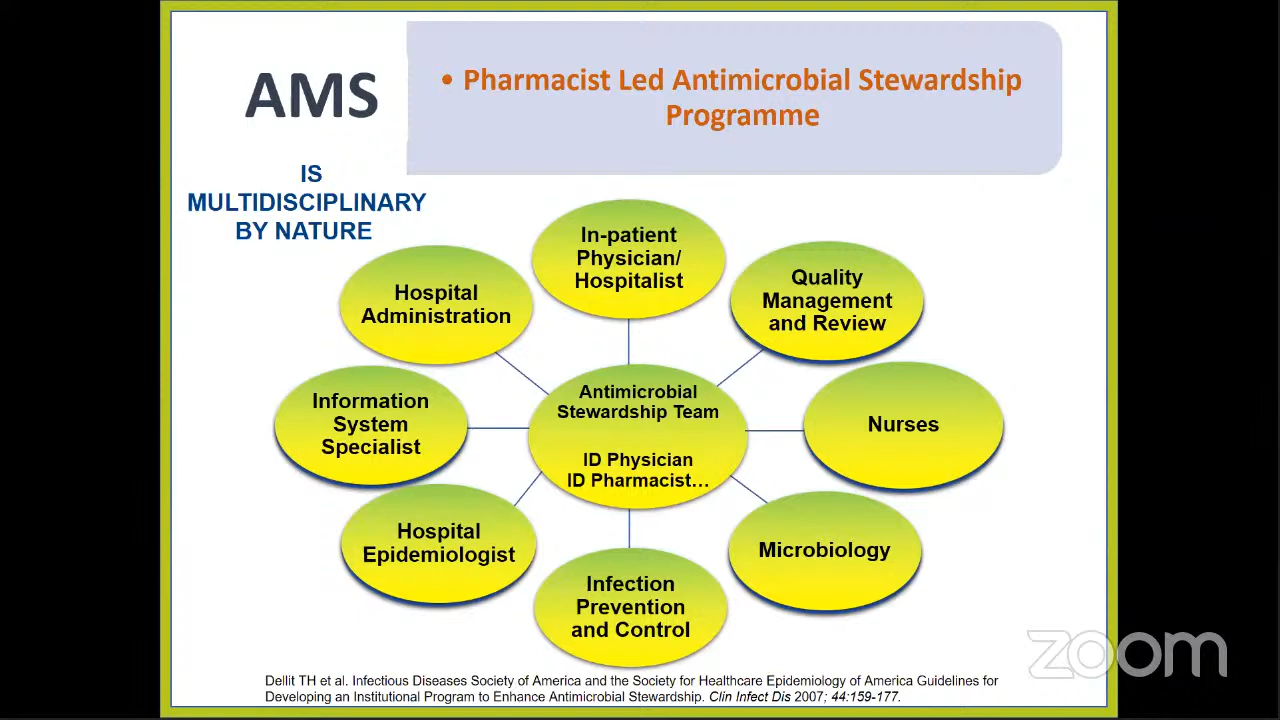 AMS
• Pharmacist Led Antimicrobial Stewardship
Programme
IS
MULTIDISCIPLINARY
BY NATURE
In-patient
Physician/
Hospitalist
Quality
Management
and Review
Hospital
Administration
Antimicrobial
Stewardship Team
ID Physician
ID Pharmacist…
Information
System
Specialist
Nurses
Hospital
Epidemiologist
Microbiology
Infection
Prevention
and Control
zoom
Dellit TH et al. Infectious Diseases Society of America and the Society for Healthcare Epidemiology of America Guidelines for
Developing an Institutional Program to Enhance Antimicrobial Stewardship. Clin Infect Dis 2007; 44:159-177.